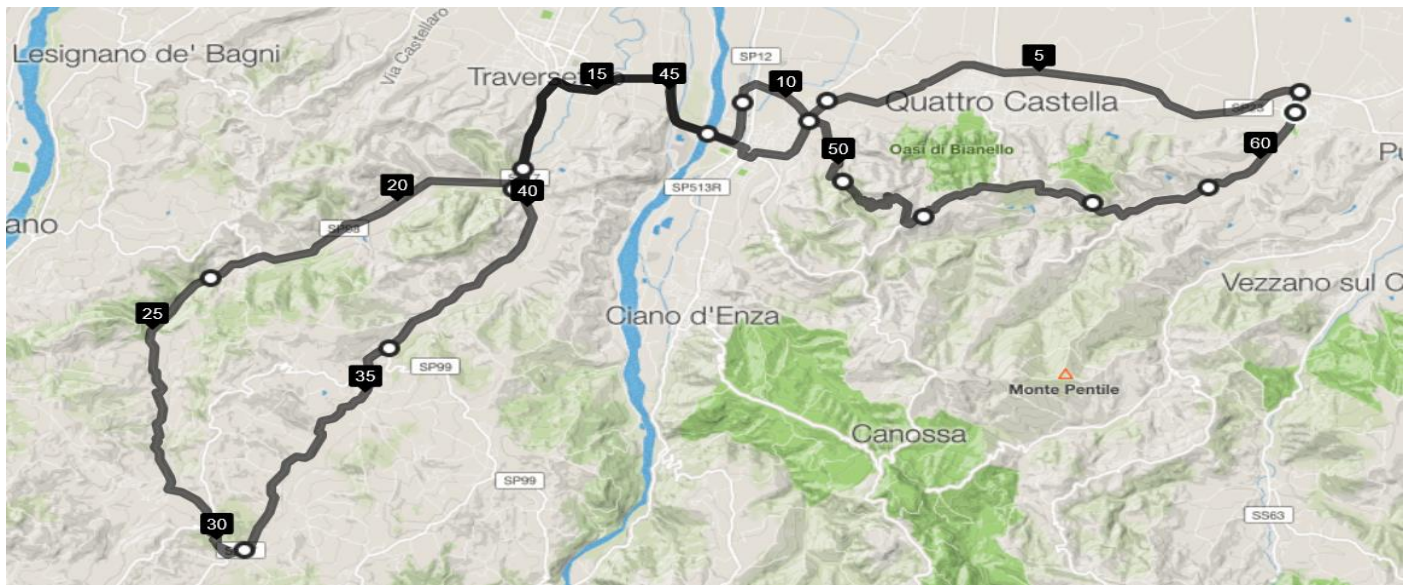 Lesignano de' Bagni
Via Castellaro
SP12
5
Traverse
15
45
10
Quattro Castella
50
Oasi di Bianello
60
Pu
20
40
SP513R
ano
Vezzano sul C
25
Ciano d'Enza
35
SP99
Monte Pentile
Canossa
SP99
30
SS63